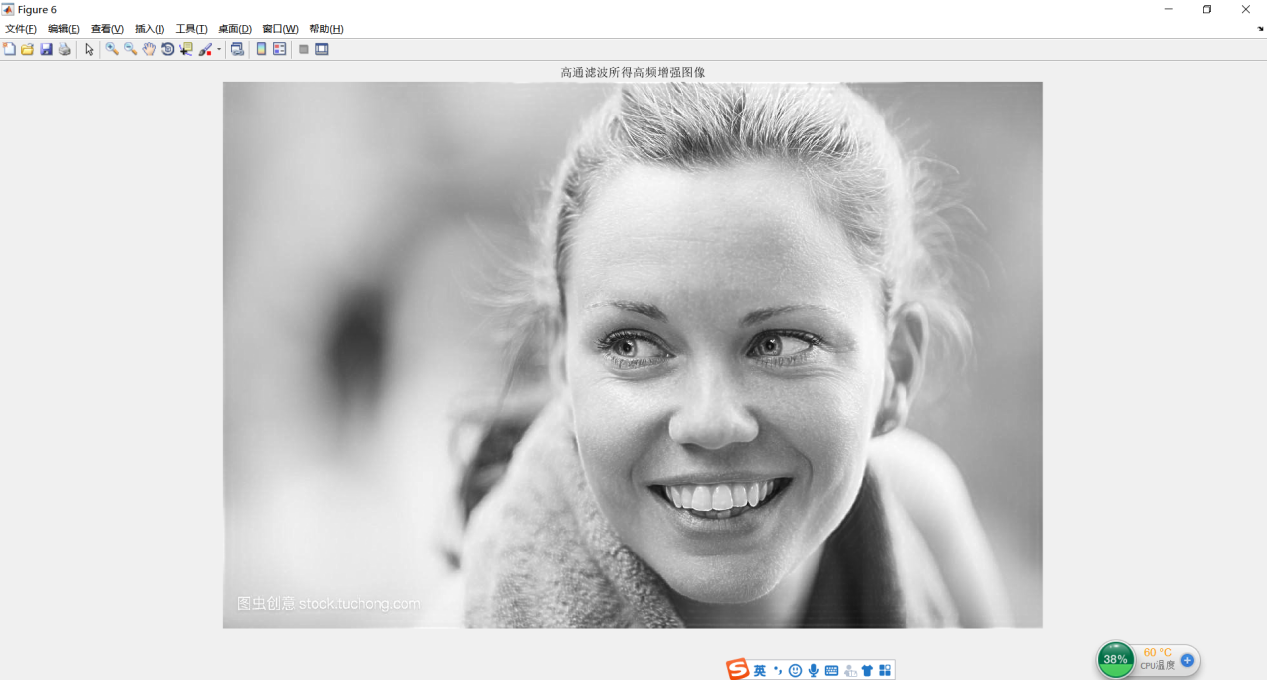 Figure 6
文件(F) 编辑(E) 查看(V) 插入(I) 工具(T) 桌面(D) 窗口(W) 帮助(H)
高通滤波所得高频增强图像
图虫创意 stock.tuchong.com
英
38% 60 °C
CPU温度